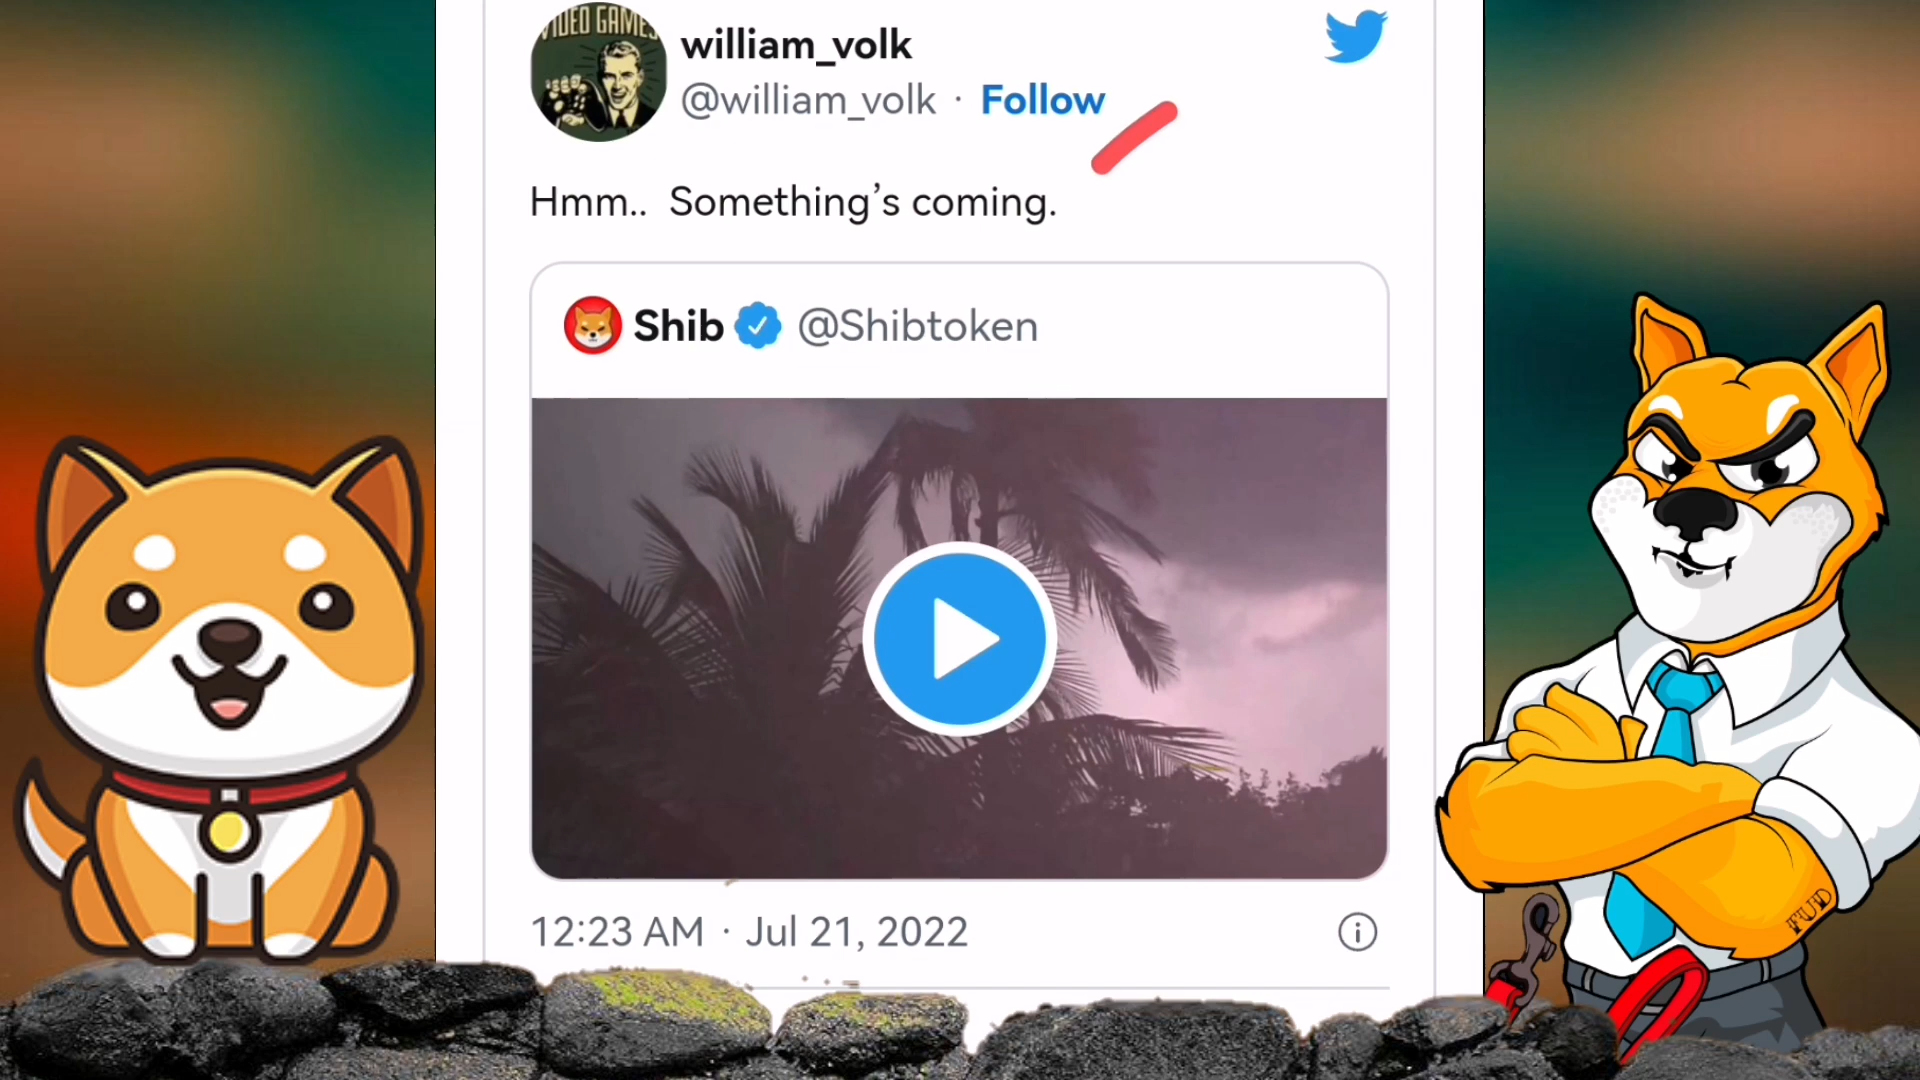 VIDEO GAMES
william_volk
@william_volk · Follow
Hmm.. Something’s coming.
Shib @Shibtoken
12:23 AM · Jul 21, 2022
FUD